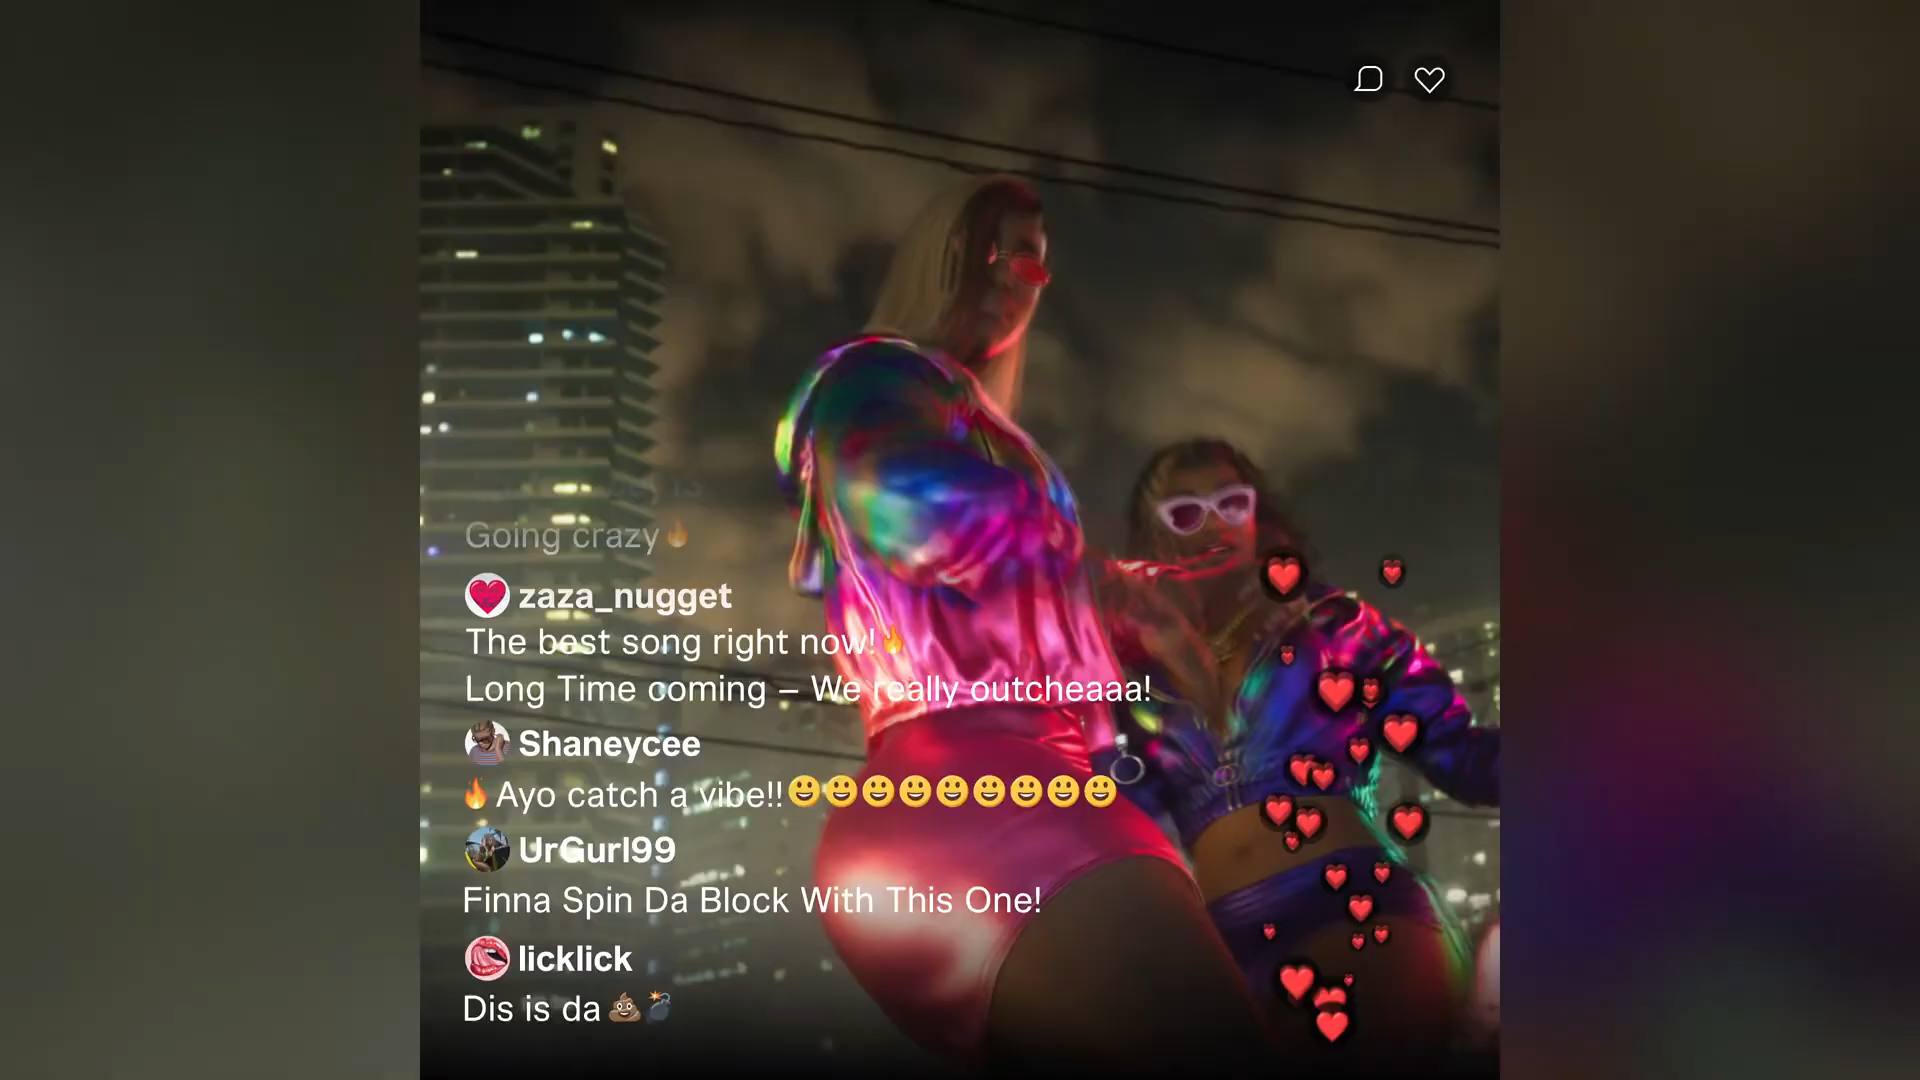 Going crazy🔥
zaza_nugget
The best song right now!🔥
Long Time coming – We really outcheaaa!
Shaneycee
🔥Ayo catch a vibe!!😀😀😀😀😀😀😀😀😀
UrGurl99
Finna Spin Da Block With This One!
licklick
Dis is da💩💣